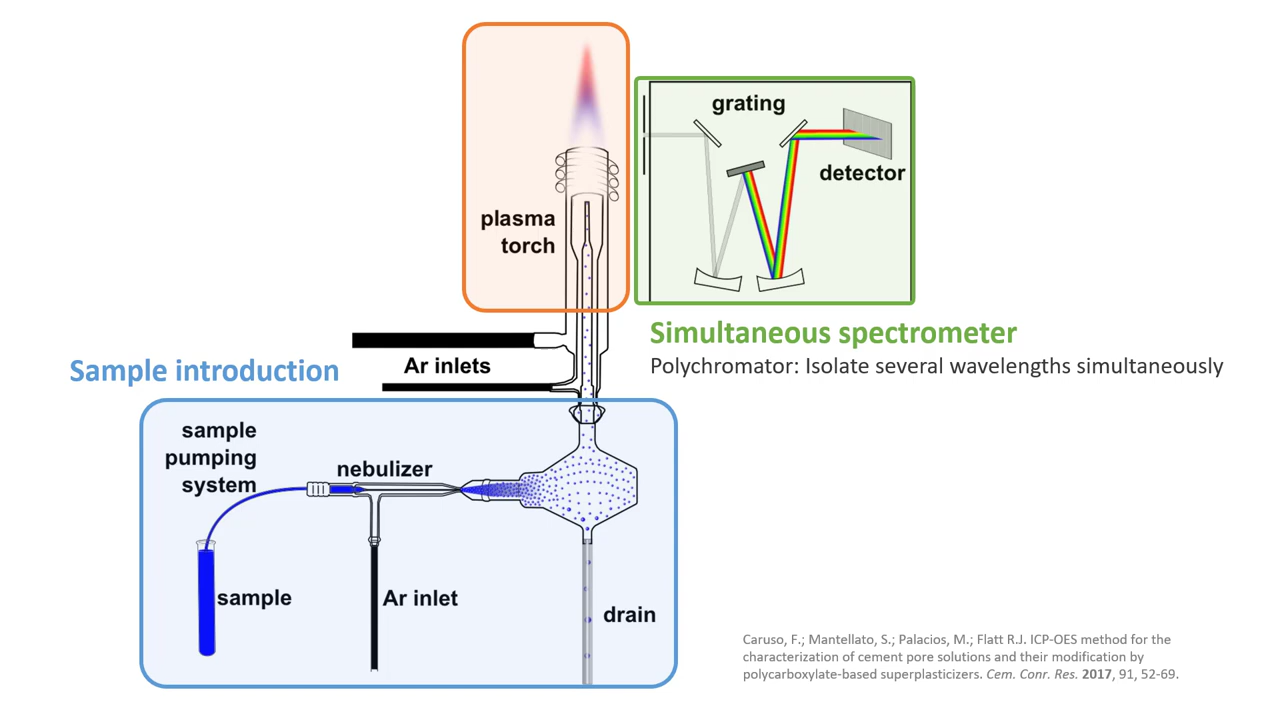 grating
detector
plasma
torch
Simultaneous spectrometer
Polychromator: Isolate several wavelengths simultaneously
Ar inlets
Sample introduction
sample
pumping
system
nebulizer
sample
Ar inlet
drain
Caruso, F.; Mantellato, S.; Palacios, M.; Flatt R.J. ICP-OES method for the
characterization of cement pore solutions and their modification by
polycarboxylate-based superplasticizers. Cem. Conr. Res. 2017, 91, 52-69.